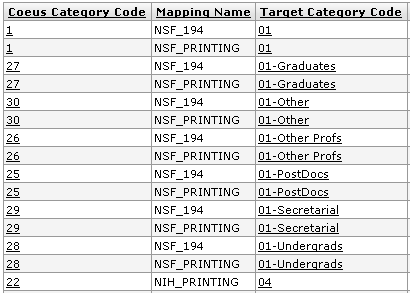 Coeus Category Code Mapping Name Target Category Code
1 NSF_194 01
1 NSF_PRINTING 01
27 NSF_194 01-Graduates
27 NSF_PRINTING 01-Graduates
30 NSF_194 01-Other
30 NSF_PRINTING 01-Other
26 NSF_194 01-Other Profs
26 NSF_PRINTING 01-Other Profs
25 NSF_194 01-PostDocs
25 NSF_PRINTING 01-PostDocs
29 NSF_194 01-Secretarial
29 NSF_PRINTING 01-Secretarial
28 NSF_194 01-Undergrads
28 NSF_PRINTING 01-Undergrads
22 NIH_PRINTING 04